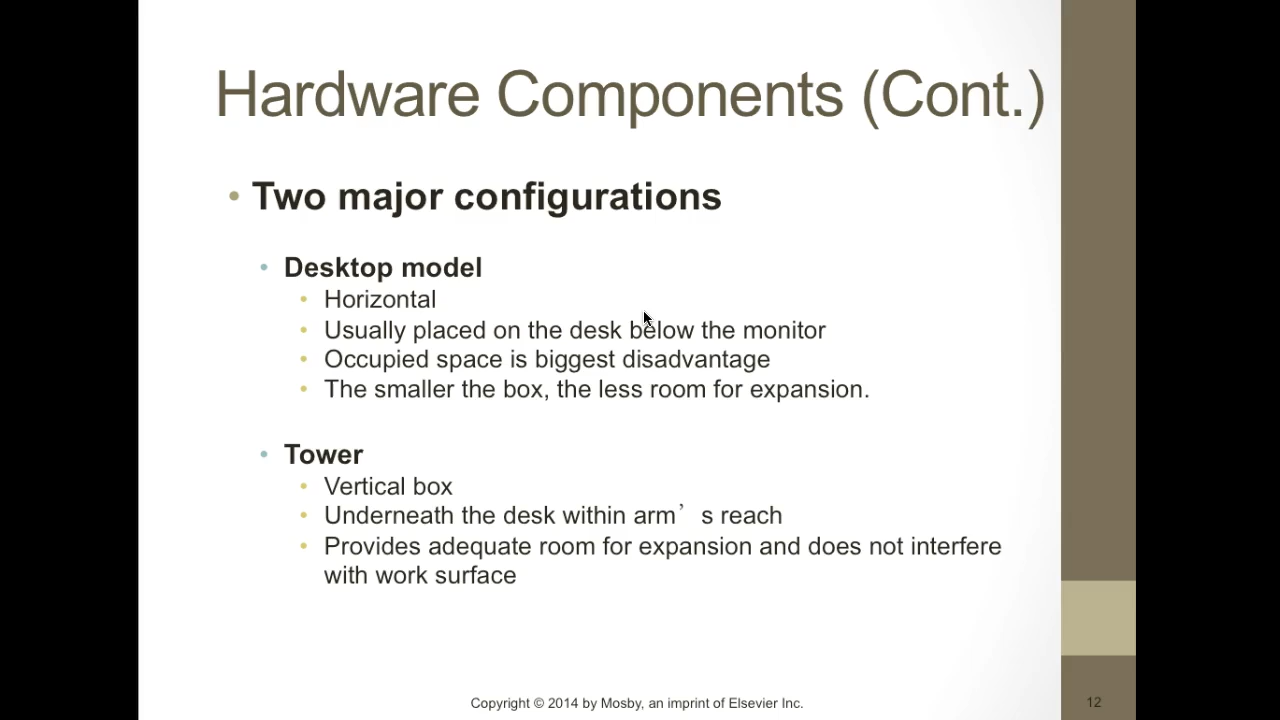 Hardware Components (Cont.)
• Two major configurations
• Desktop model
• Horizontal
• Usually placed on the desk below the monitor
• Occupied space is biggest disadvantage
• The smaller the box, the less room for expansion.
• Tower
• Vertical box
• Underneath the desk within arm’s reach
• Provides adequate room for expansion and does not interfere
with work surface
Copyright © 2014 by Mosby, an imprint of Elsevier Inc.
12